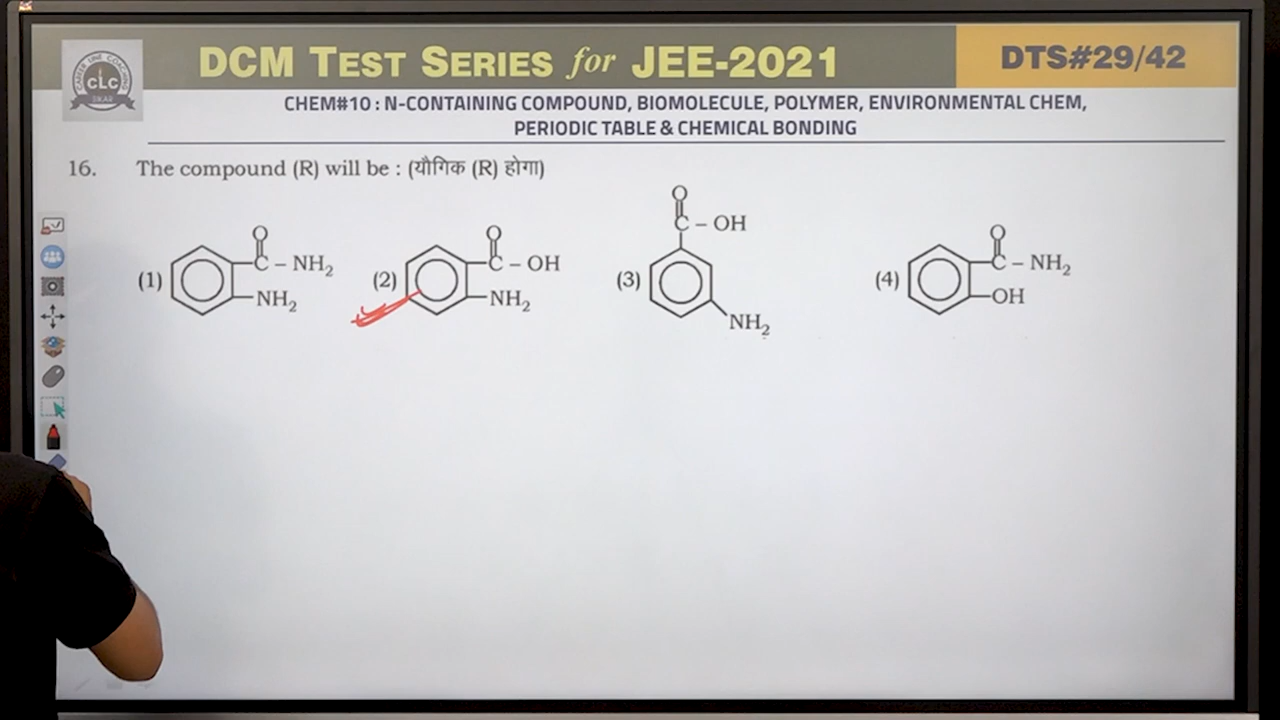 DCM TEST SERIES for JEE-2021
DTS#29/42
CLC
SIKAR
CHEM#10 : N-CONTAINING COMPOUND, BIOMOLECULE, POLYMER, ENVIRONMENTAL CHEM,
PERIODIC TABLE & CHEMICAL BONDING
16. The compound (R) will be : (यौगिक (R) होगा)
(1) O C – NH₂ NH₂
(2) O C – OH NH₂
(3) O C – OH NH₂
(4) O C – NH₂ OH